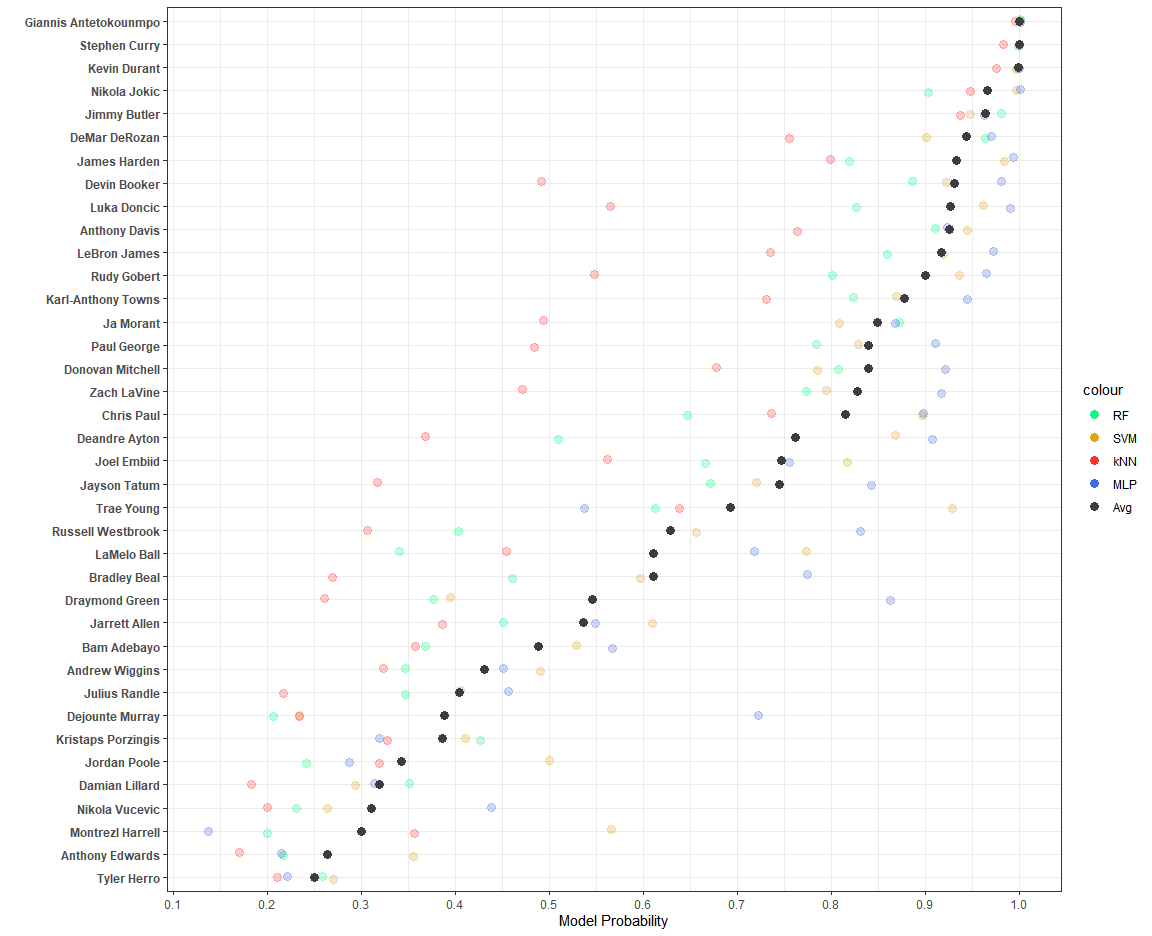 Giannis Antetokounmpo
Stephen Curry
Kevin Durant
Nikola Jokic
Jimmy Butler
DeMar DeRozan
James Harden
Devin Booker
Luka Doncic
Anthony Davis
LeBron James
Rudy Gobert
Karl-Anthony Towns
Ja Morant
Paul George
Donovan Mitchell
Zach LaVine
Chris Paul
Deandre Ayton
Joel Embiid
Jayson Tatum
Trae Young
Russell Westbrook
LaMelo Ball
Bradley Beal
Draymond Green
Jarrett Allen
Bam Adebayo
Andrew Wiggins
Julius Randle
Dejounte Murray
Kristaps Porzingis
Jordan Poole
Damian Lillard
Nikola Vucevic
Montrezl Harrell
Anthony Edwards
Tyler Herro
0.1 0.2 0.3 0.4 0.5 0.6 0.7 0.8 0.9 1.0
Model Probability
colour
RF
SVM
kNN
MLP
Avg